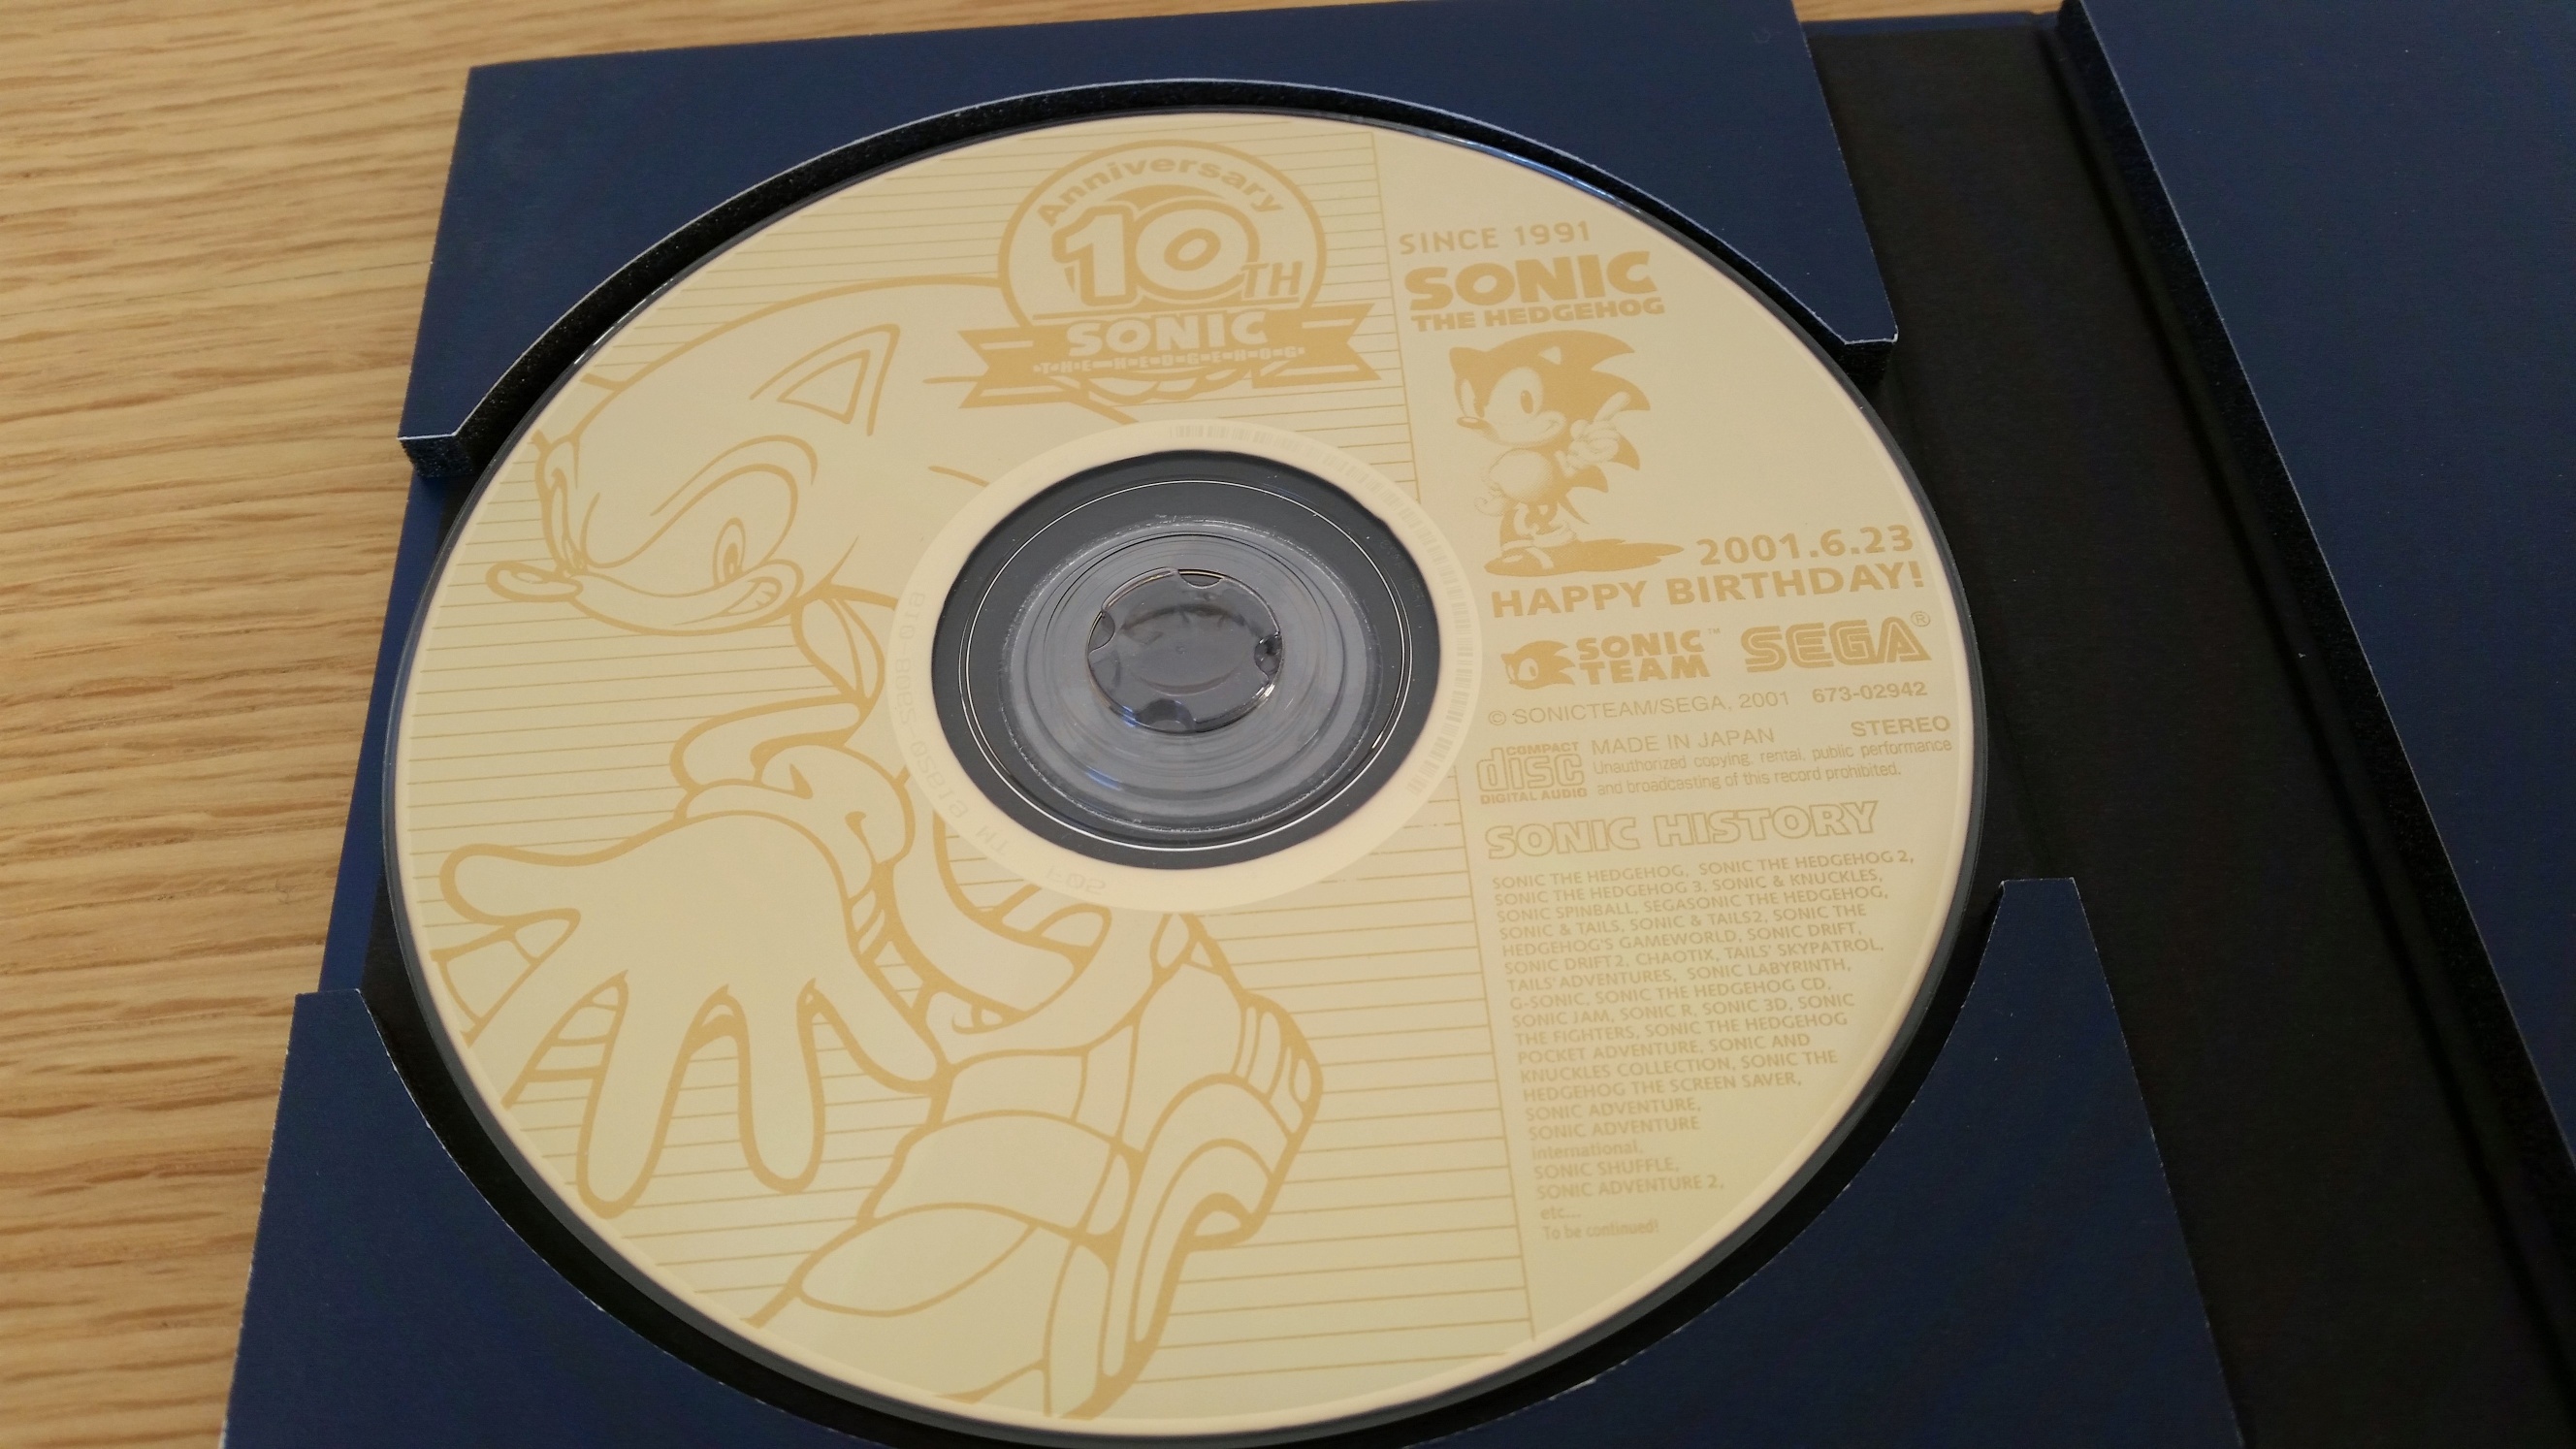 Anniversary
10TH
SONIC
THE HEDGEHOG
SINCE 1991
SONIC
THE HEDGEHOG
2001.6.23
HAPPY BIRTHDAY!
SONIC TEAM™
SEGA®
© SONICTEAM/SEGA, 2001 673-02942
COMPACT disc DIGITAL AUDIO
MADE IN JAPAN STEREO
Unauthorized copying, rental, public performance
and broadcasting of this record prohibited.
SONIC HISTORY
SONIC THE HEDGEHOG, SONIC THE HEDGEHOG 2,
SONIC THE HEDGEHOG 3, SONIC & KNUCKLES,
SONIC SPINBALL, SEGASONIC THE HEDGEHOG,
SONIC & TAILS, SONIC & TAILS2, SONIC THE
HEDGEHOG'S GAMEWORLD, SONIC DRIFT,
SONIC DRIFT2, CHAOTIX, TAILS' SKYPATROL,
TAILS' ADVENTURES, SONIC LABYRINTH,
G-SONIC, SONIC THE HEDGEHOG CD,
SONIC JAM, SONIC R, SONIC 3D, SONIC
THE FIGHTERS, SONIC THE HEDGEHOG
POCKET ADVENTURE, SONIC AND
KNUCKLES COLLECTION, SONIC THE
HEDGEHOG THE SCREEN SAVER,
SONIC ADVENTURE,
SONIC ADVENTURE
international,
SONIC SHUFFLE,
SONIC ADVENTURE 2,
etc...
To be continued!